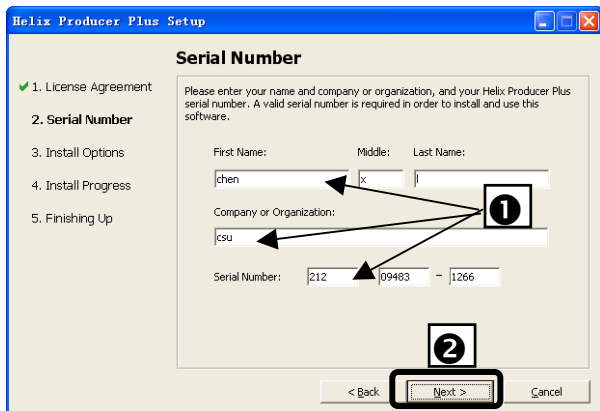 Helix Producer Plus Setup
Serial Number
✔ 1. License Agreement
2. Serial Number
3. Install Options
4. Install Progress
5. Finishing Up
Please enter your name and company or organization, and your Helix Producer Plus
serial number. A valid serial number is required in order to install and use this
software.
First Name: Middle: Last Name:
chen x l
Company or Organization:
csu
Serial Number: 212 09483 - 1266
1
2
< Back Next > Cancel